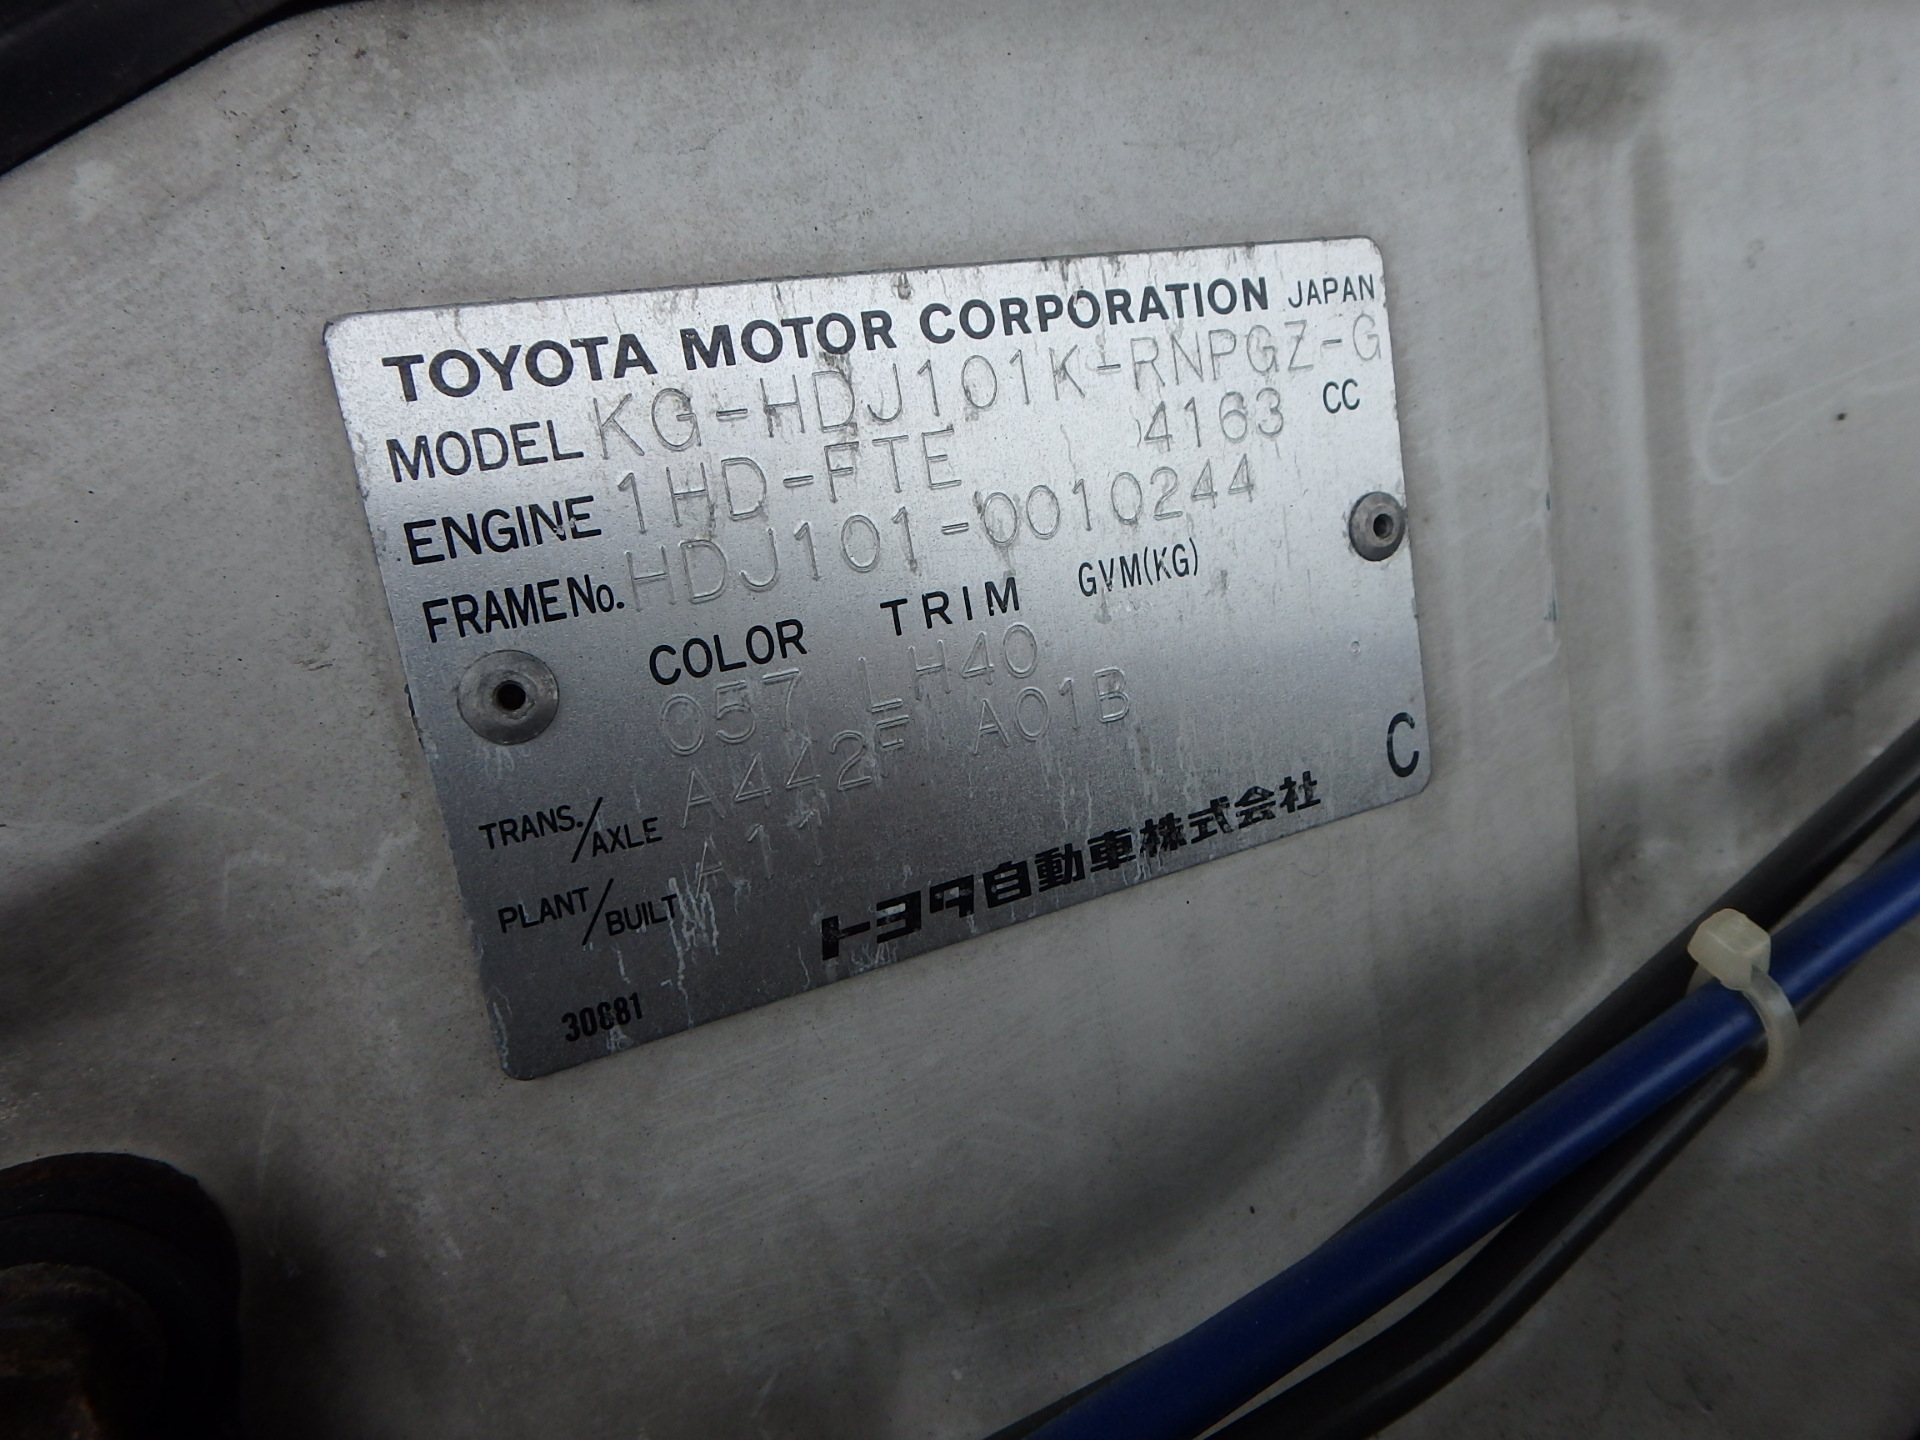 TOYOTA MOTOR CORPORATION JAPAN
MODEL KG-HDJ101K-RNPGZ-G
ENGINE 1HD-FTE 4163 CC
FRAME No. HDJ101-0010244
COLOR TRIM GVM(KG)
057 LH40
TRANS./AXLE A442F A01B
PLANT/BUILT A11
C
トヨタ自動車株式会社
30881